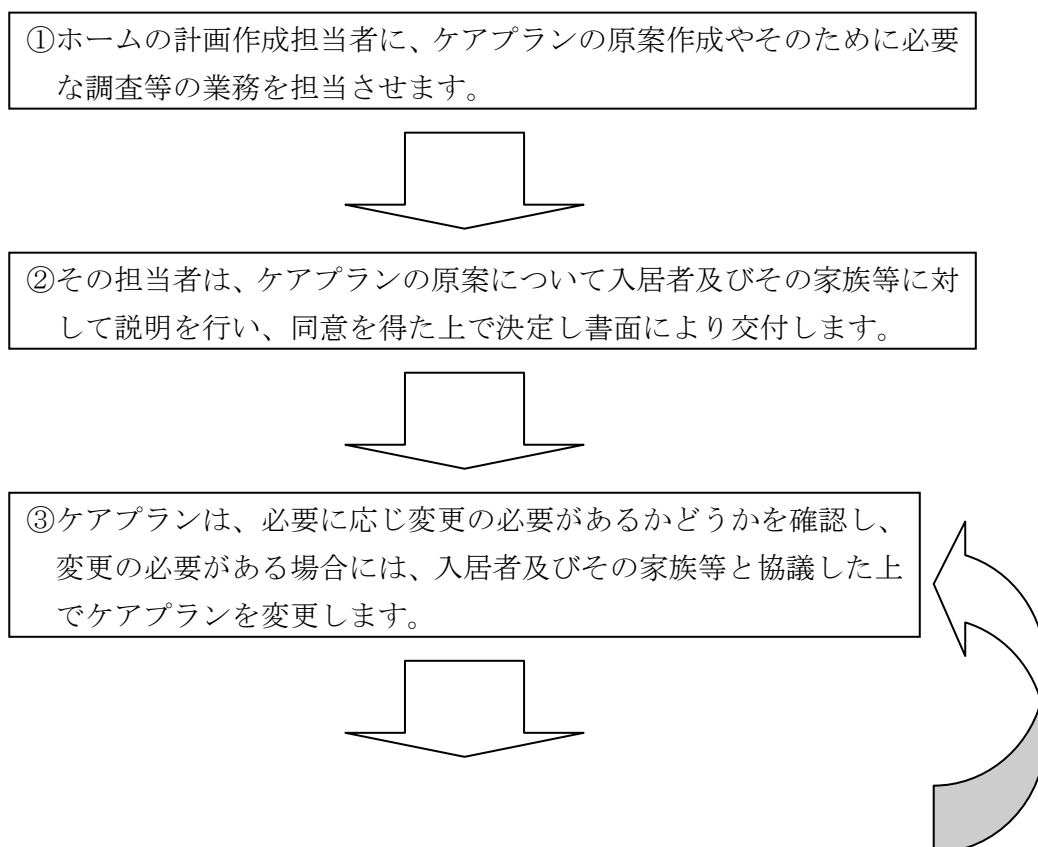 ①ホームの計画作成担当者に、ケアプランの原案作成やそのために必要
な調査等の業務を担当させます。
②その担当者は、ケアプランの原案について入居者及びその家族等に対
して説明を行い、同意を得た上で決定し書面により交付します。
③ケアプランは、必要に応じ変更の必要があるかどうかを確認し、
変更の必要がある場合には、入居者及びその家族等と協議した上
でケアプランを変更します。